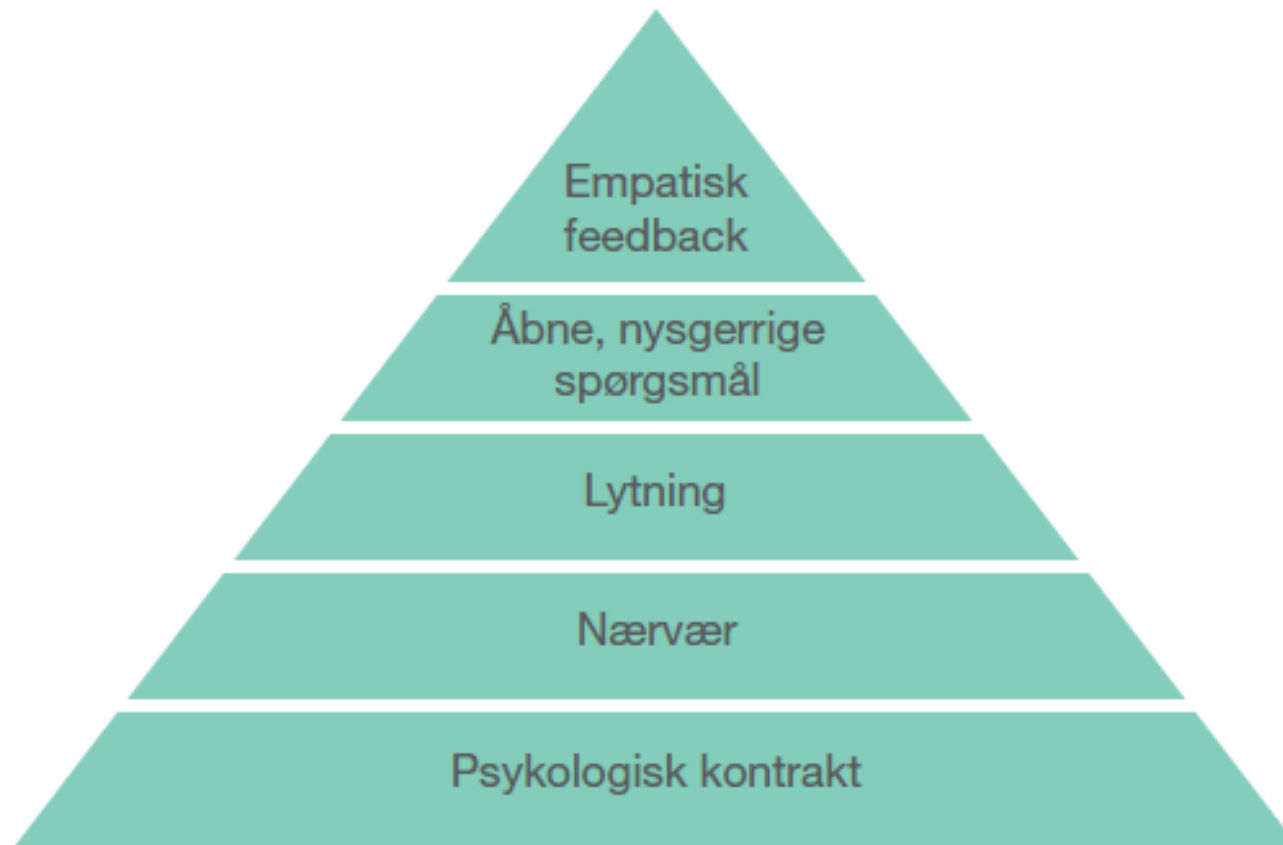 Empatisk
feedback
Åbne, nysgerrige
spørgsmål
Lytning
Nærvær
Psykologisk kontrakt